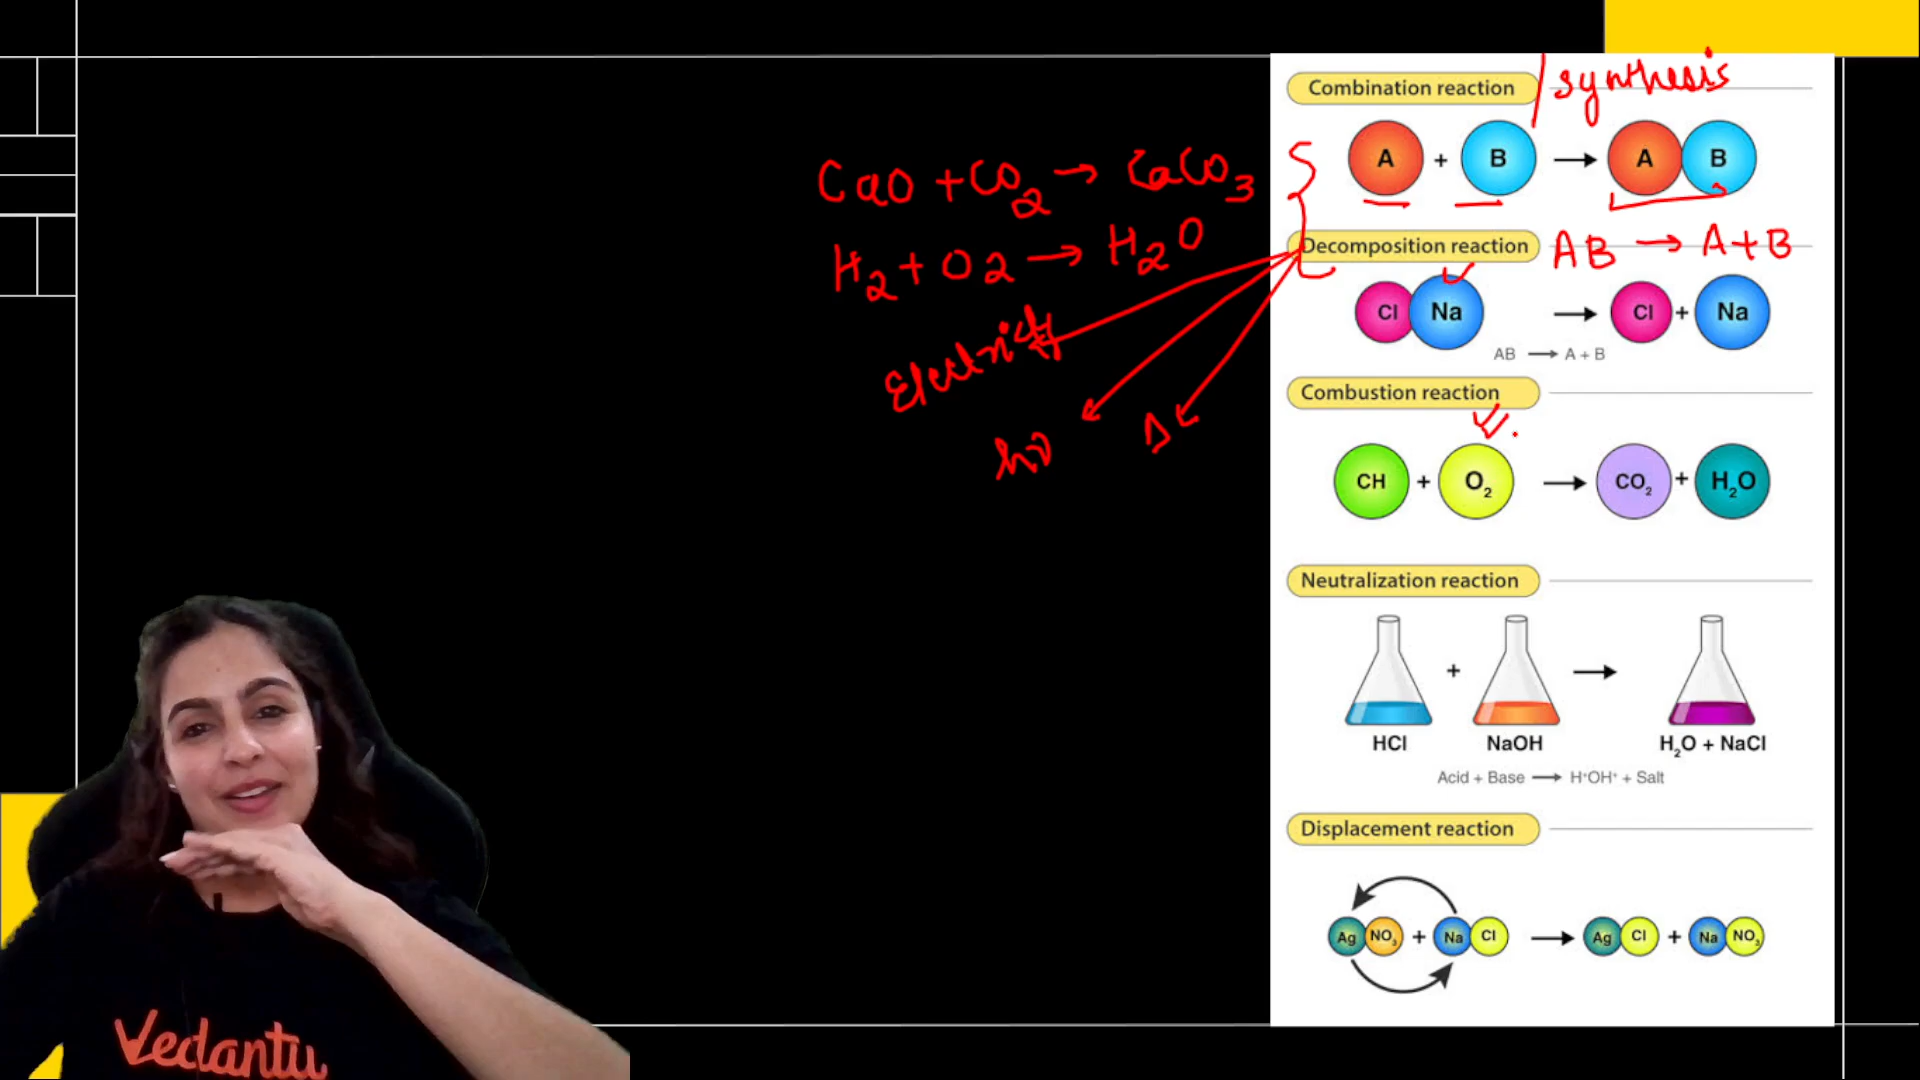 Combination reaction / synthesis
A + B → A B
CaO + CO2 → CaCO3
Decomposition reaction AB → A+B
H2 + O2 → H2O
Cl Na → Cl + Na
AB → A + B
Electricity
hν
Δ
Combustion reaction
CH + O2 → CO2 + H2O
Neutralization reaction
+ →
HCl NaOH H2O + NaCl
Acid + Base → H⁺OH⁺ + Salt
Displacement reaction
Ag NO3 + Na Cl → Ag Cl + Na NO3
Vedantu